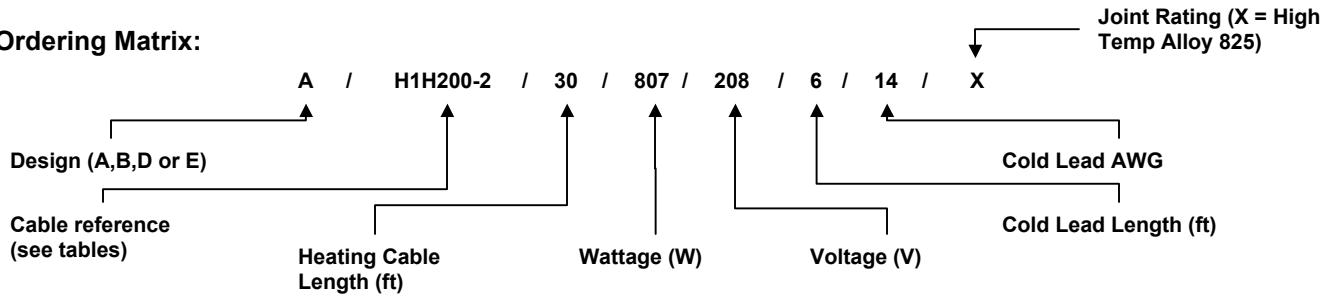 Joint Rating (X = High
Temp Alloy 825)
Ordering Matrix:
A / H1H200-2 / 30 / 807 / 208 / 6 / 14 / X
Design (A,B,D or E)
Cold Lead AWG
Cable reference
(see tables)
Cold Lead Length (ft)
Heating Cable
Length (ft)
Wattage (W)
Voltage (V)